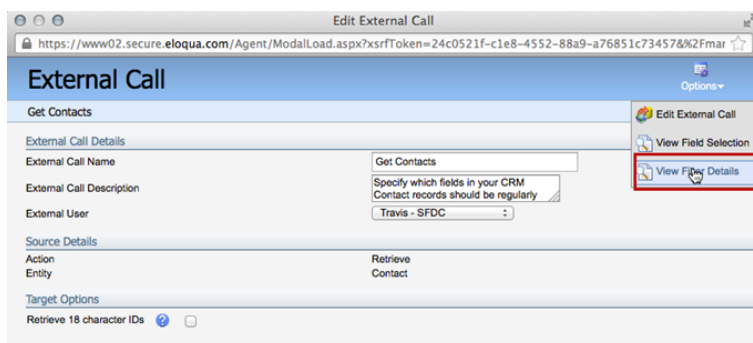 Edit External Call
https://www02.secure.eloqua.com/Agent/ModalLoad.aspx?xsrfToken=24c0521f-c1e8-4552-88a9-a76851c73457&%2Fmar
External Call
Options
Get Contacts
Edit External Call
View Field Selection
View Filter Details
External Call Details
External Call Name Get Contacts
External Call Description Specify which fields in your CRM
Contact records should be regularly
External User Travis - SFDC
Source Details
Action Retrieve
Entity Contact
Target Options
Retrieve 18 character IDs ?